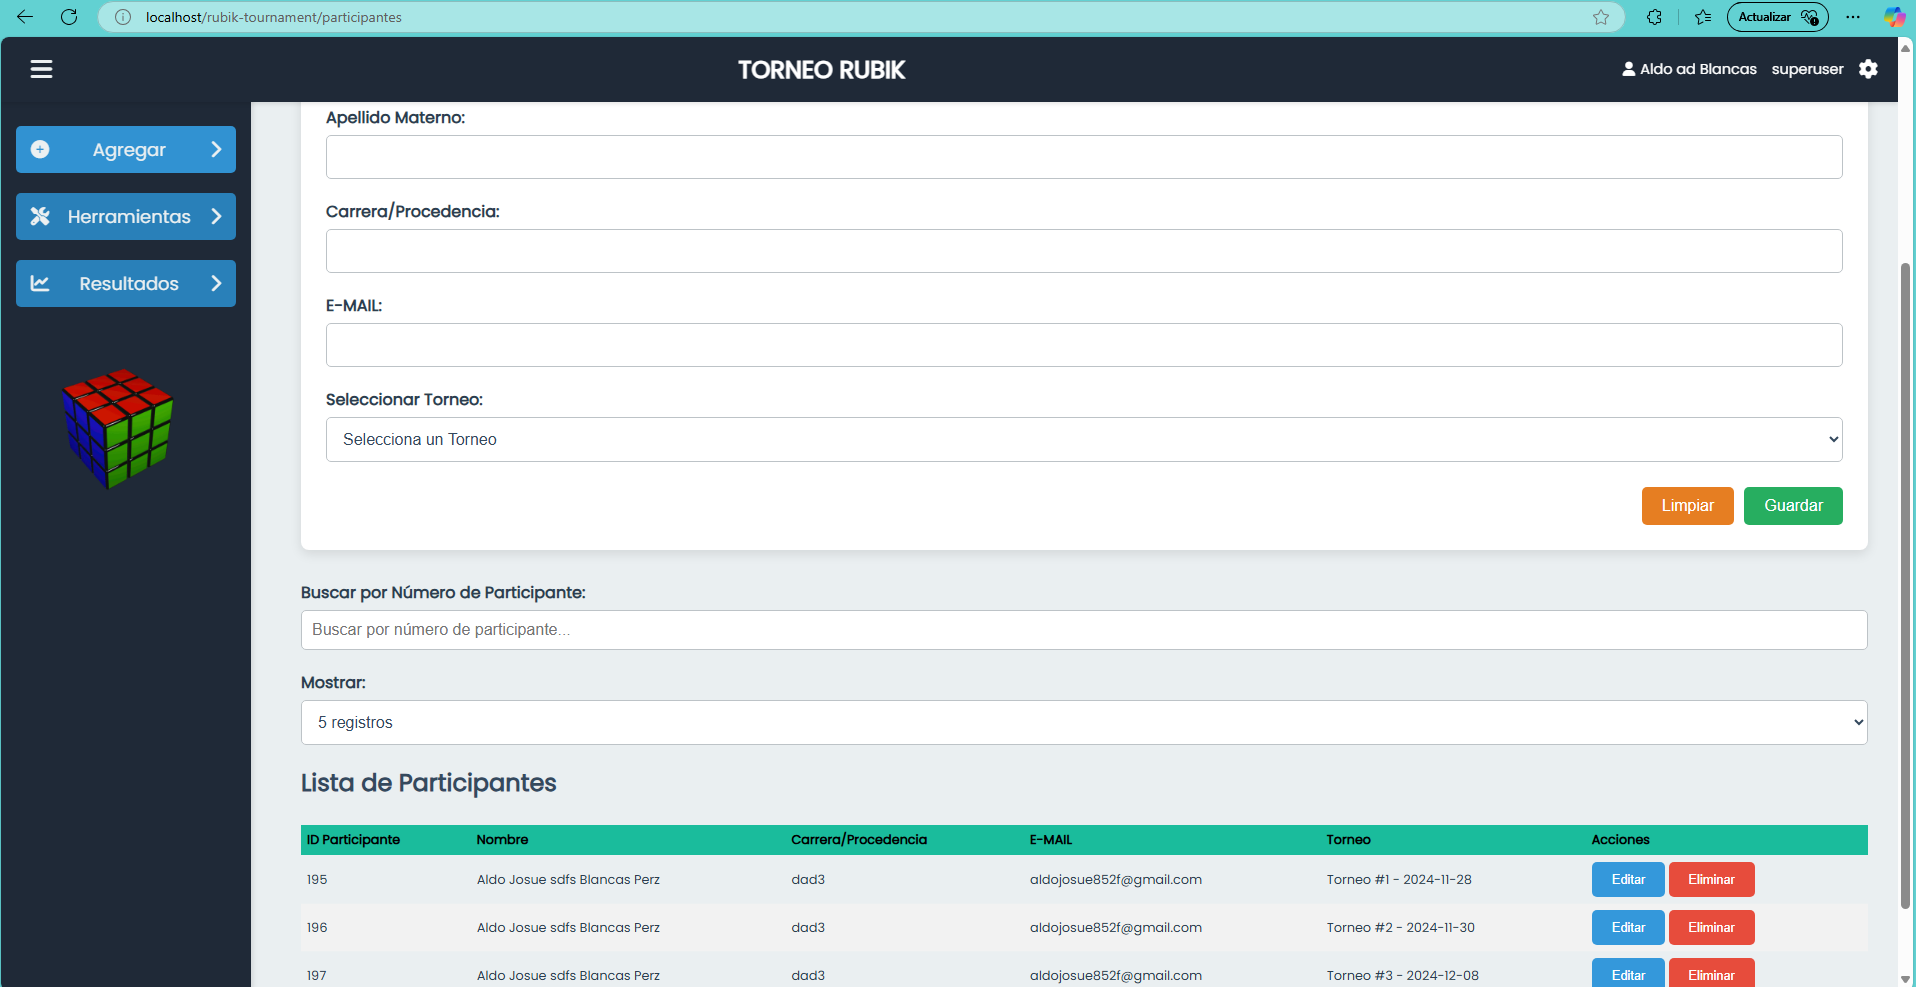 localhost/rubik-tournament/participantes
Actualizar
TORNEO RUBIK
Aldo ad Blancas superuser
Agregar
Herramientas
Resultados
Apellido Materno:
Carrera/Procedencia:
E-MAIL:
Seleccionar Torneo:
Selecciona un Torneo
Limpiar Guardar
Buscar por Número de Participante:
Buscar por número de participante...
Mostrar:
5 registros
Lista de Participantes
ID Participante Nombre Carrera/Procedencia E-MAIL Torneo Acciones
195 Aldo Josue sdfs Blancas Perz dad3 aldojosue852f@gmail.com Torneo #1 - 2024-11-28 Editar Eliminar
196 Aldo Josue sdfs Blancas Perz dad3 aldojosue852f@gmail.com Torneo #2 - 2024-11-30 Editar Eliminar
197 Aldo Josue sdfs Blancas Perz dad3 aldojosue852f@gmail.com Torneo #3 - 2024-12-08 Editar Eliminar